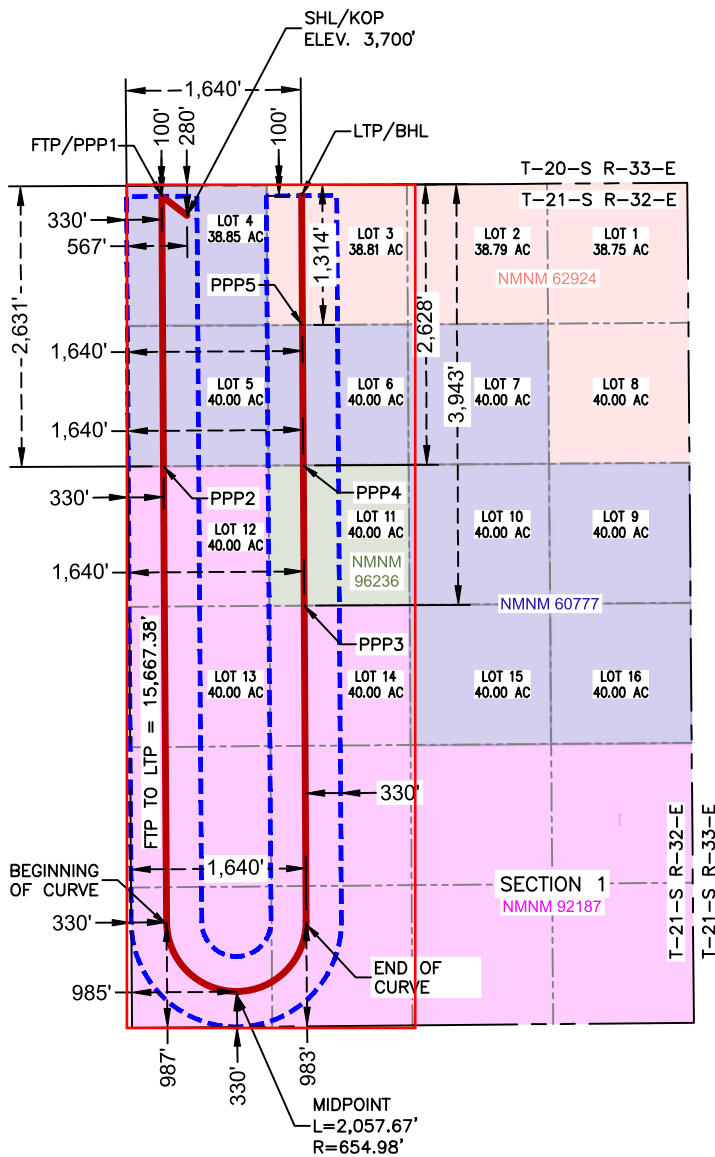 SHL/KOP
ELEV. 3,700'
1,640'
100'
280'
100'
FTP/PPP1
LTP/BHL
T-20-S R-33-E
T-21-S R-32-E
330'
567'
LOT 4
38.85 AC
1,314'
LOT 3
38.81 AC
LOT 2
38.79 AC
LOT 1
38.75 AC
NMNM 62924
PPP5
2,631'
2,628'
3,943'
1,640'
LOT 5
40.00 AC
LOT 6
40.00 AC
LOT 7
40.00 AC
LOT 8
40.00 AC
1,640'
330'
PPP2
PPP4
LOT 12
40.00 AC
LOT 11
40.00 AC
LOT 10
40.00 AC
LOT 9
40.00 AC
NMNM
96236
1,640'
NMNM 60777
PPP3
FTP TO LTP = 15,667.38'
LOT 13
40.00 AC
LOT 14
40.00 AC
LOT 15
40.00 AC
LOT 16
40.00 AC
330'
T-21-S R-32-E
T-21-S R-33-E
BEGINNING
OF CURVE
1,640'
SECTION 1
NMNM 92187
330'
END OF
CURVE
985'
987'
330'
983'
MIDPOINT
L=2,057.67'
R=654.98'